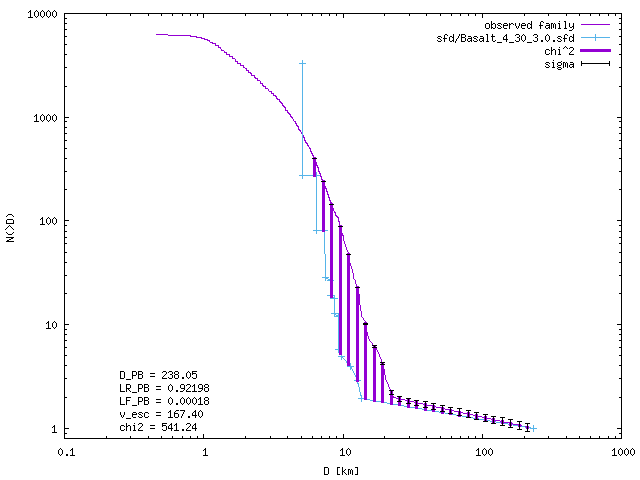 10000
1000
100
10
1
N(>D)
observed family
sfd/Basalt_4_30_3.0.sfd
chi^2
sigma
D_PB = 238.05
LR_PB = 0.92198
LF_PB = 0.00018
v_esc = 167.40
chi2 = 541.24
0.1 1 10 100 1000
D [km]